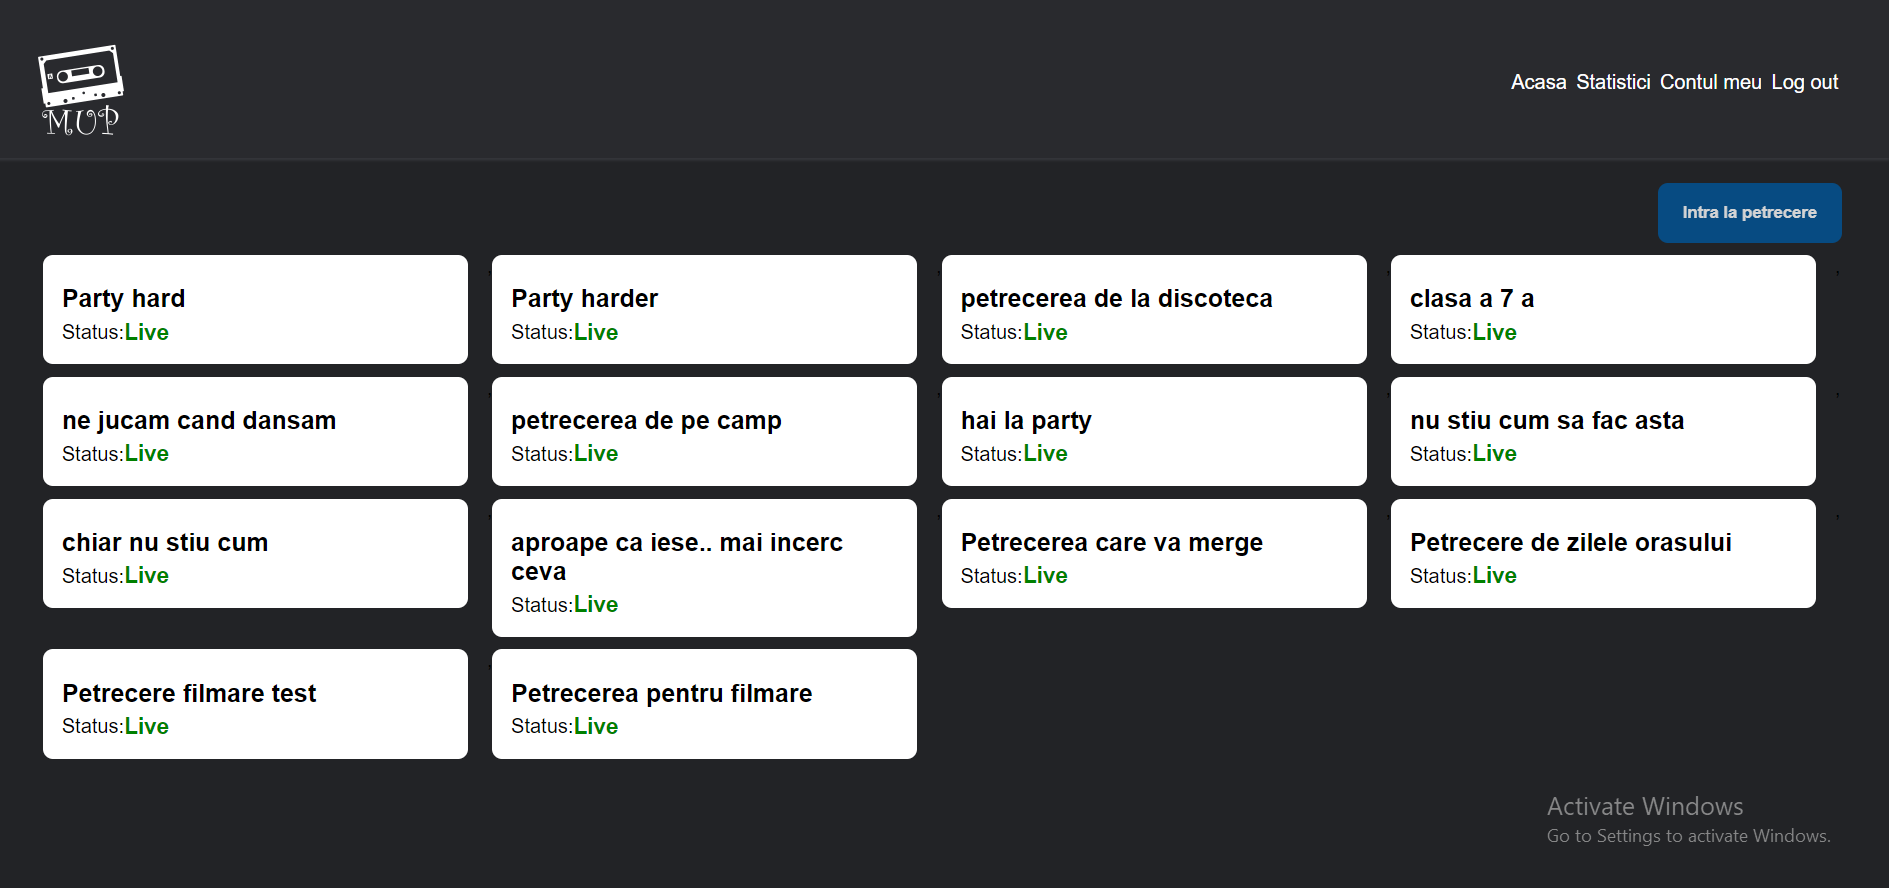 MUP
Acasa Statistici Contul meu Log out
Intra la petrecere
Party hard
Status:Live
,
Party harder
Status:Live
,
petrecerea de la discoteca
Status:Live
,
clasa a 7 a
Status:Live
,
ne jucam cand dansam
Status:Live
,
petrecerea de pe camp
Status:Live
,
hai la party
Status:Live
,
nu stiu cum sa fac asta
Status:Live
,
chiar nu stiu cum
Status:Live
,
aproape ca iese.. mai incerc
ceva
Status:Live
,
Petrecerea care va merge
Status:Live
,
Petrecere de zilele orasului
Status:Live
,
Petrecere filmare test
Status:Live
,
Petrecerea pentru filmare
Status:Live
Activate Windows
Go to Settings to activate Windows.